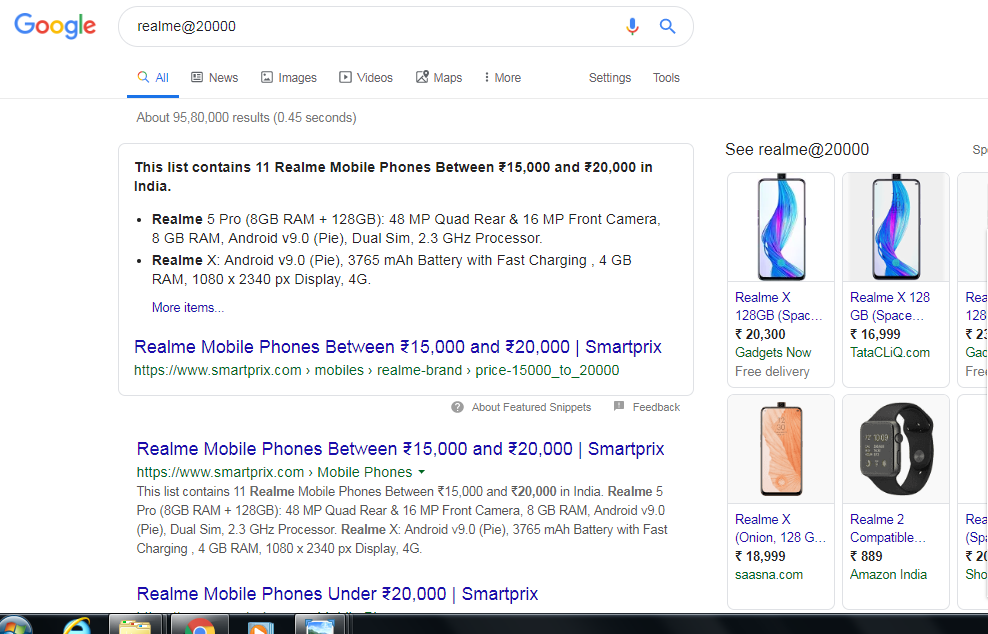 Google
realme@20000
All
News
Images
Videos
Maps
More
Settings
Tools
About 95,80,000 results (0.45 seconds)
This list contains 11 Realme Mobile Phones Between ₹15,000 and ₹20,000 in
India.
• Realme 5 Pro (8GB RAM + 128GB): 48 MP Quad Rear & 16 MP Front Camera,
8 GB RAM, Android v9.0 (Pie), Dual Sim, 2.3 GHz Processor.
• Realme X: Android v9.0 (Pie), 3765 mAh Battery with Fast Charging , 4 GB
RAM, 1080 x 2340 px Display, 4G.
More items...
Realme Mobile Phones Between ₹15,000 and ₹20,000 | Smartprix
https://www.smartprix.com › mobiles › realme-brand › price-15000_to_20000
About Featured Snippets
Feedback
Realme Mobile Phones Between ₹15,000 and ₹20,000 | Smartprix
https://www.smartprix.com › Mobile Phones
This list contains 11 Realme Mobile Phones Between ₹15,000 and ₹20,000 in India. Realme 5
Pro (8GB RAM + 128GB): 48 MP Quad Rear & 16 MP Front Camera, 8 GB RAM, Android v9.0
(Pie), Dual Sim, 2.3 GHz Processor. Realme X: Android v9.0 (Pie), 3765 mAh Battery with Fast
Charging , 4 GB RAM, 1080 x 2340 px Display, 4G.
Realme Mobile Phones Under ₹20,000 | Smartprix
See realme@20000
Sp
Realme X
128GB (Spac...
₹ 20,300
Gadgets Now
Free delivery
Realme X 128
GB (Space...
₹ 16,999
TataCLiQ.com
Rea
128
₹ 23
Gad
Free
Realme X
(Onion, 128 G...
₹ 18,999
saasna.com
Realme 2
Compatible...
₹ 889
Amazon India
Rea
(Spa
₹ 20
Sho